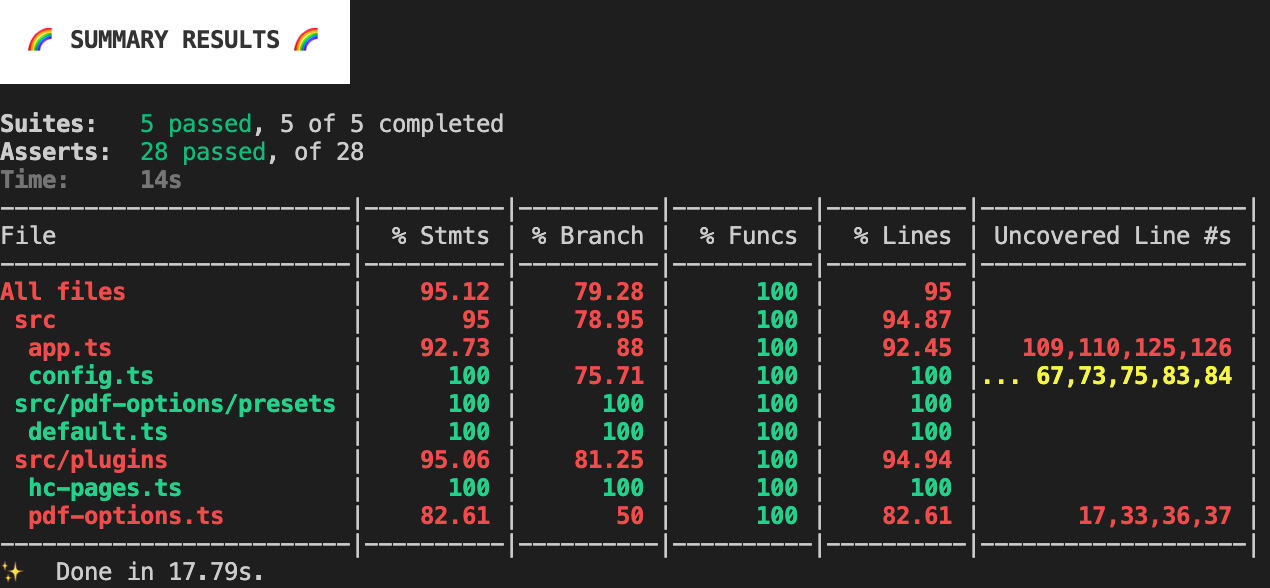 🌈 SUMMARY RESULTS 🌈
Suites:   5 passed, 5 of 5 completed
Asserts:  28 passed, of 28
Time:     14s
-------------------------|----------|----------|----------|----------|-------------------|
File                     |  % Stmts | % Branch |  % Funcs |  % Lines | Uncovered Line #s |
-------------------------|----------|----------|----------|----------|-------------------|
All files                |    95.12 |    79.28 |      100 |       95 |                   |
 src                     |       95 |    78.95 |      100 |    94.87 |                   |
  app.ts                 |    92.73 |       88 |      100 |    92.45 |   109,110,125,126 |
  config.ts              |      100 |    75.71 |      100 |      100 |... 67,73,75,83,84 |
 src/pdf-options/presets |      100 |      100 |      100 |      100 |                   |
  default.ts             |      100 |      100 |      100 |      100 |                   |
 src/plugins             |    95.06 |    81.25 |      100 |    94.94 |                   |
  hc-pages.ts            |      100 |      100 |      100 |      100 |                   |
  pdf-options.ts         |    82.61 |       50 |      100 |    82.61 |       17,33,36,37 |
-------------------------|----------|----------|----------|----------|-------------------|
✨  Done in 17.79s.